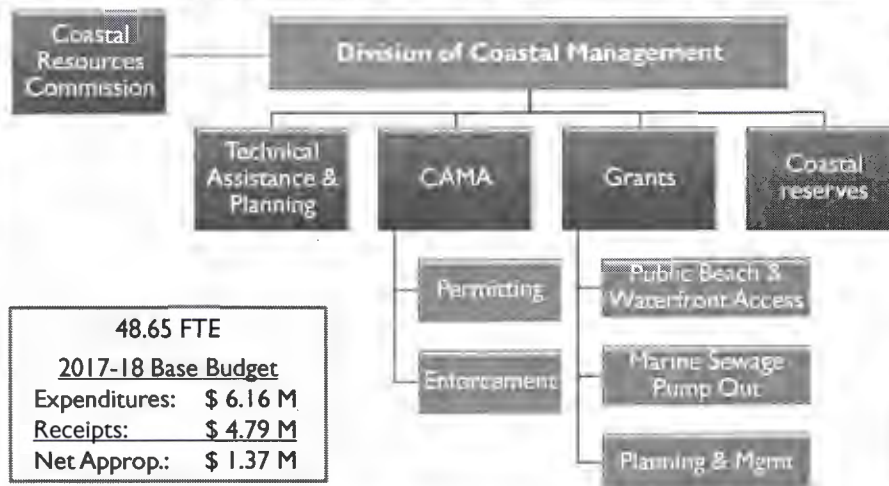 Coastal
Resources
Commission
Division of Coastal Management
Technical
Assistance &
Planning
CAMA
Grants
Coastal
reserves
Permitting
Enforcement
Public Beach &
Waterfront Access
Marine Sewage
Pump Out
Planning & Mgmt
48.65 FTE
2017-18 Base Budget
Expenditures: $ 6.16 M
Receipts: $ 4.79 M
Net Approp.: $ 1.37 M